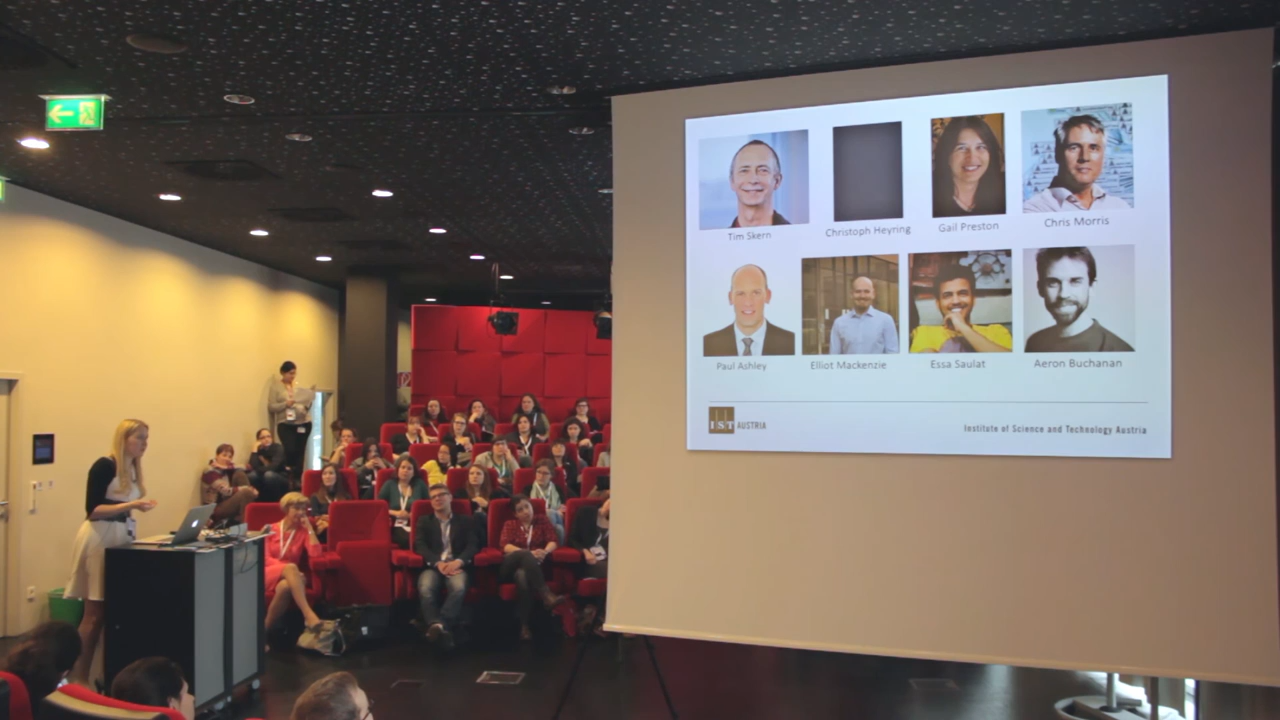 Tim Skern
Christoph Heyring
Gail Preston
Chris Morris
Paul Ashley
Elliot Mackenzie
Essa Saulat
Aeron Buchanan
IST AUSTRIA
Institute of Science and Technology Austria